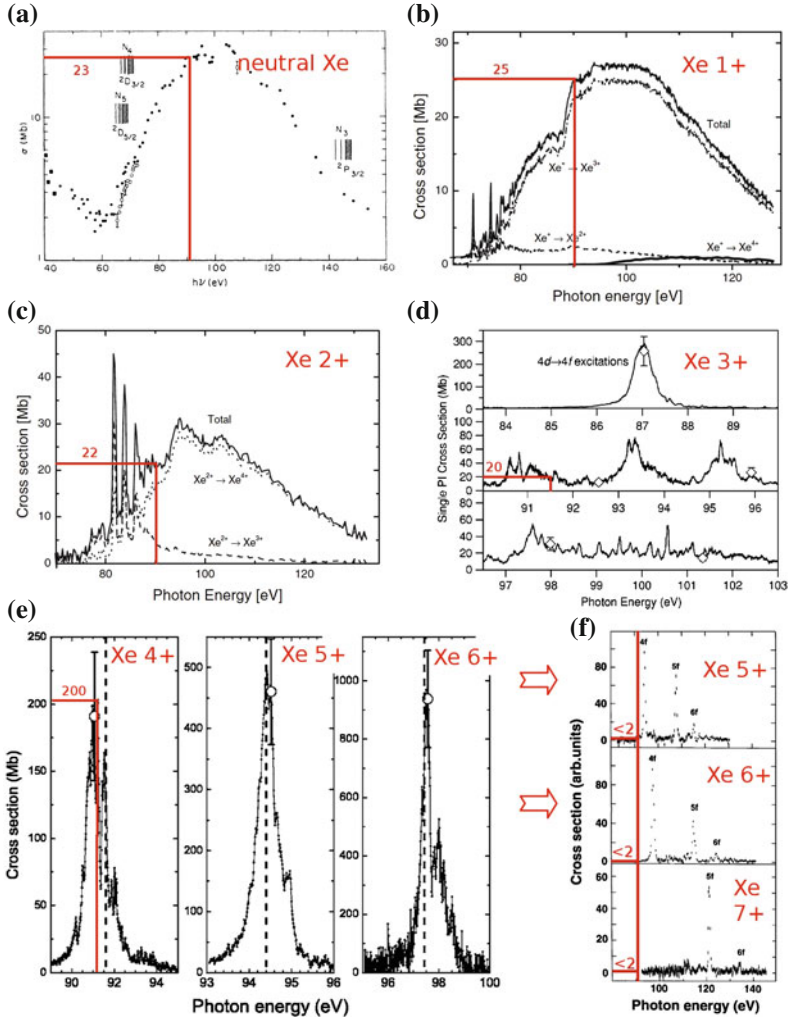 (a)
23
neutral Xe
N4
2D3/2
N5
2D5/2
N3
2P3/2
σ (Mb)
10
1
40 60 80 100 120 140 160
hν (eV)
(b)
Xe 1+
25
30
25
20
15
10
5
0
Cross section [Mb]
Total
Xe+→Xe3+
Xe+→Xe2+
Xe+→Xe4+
80 100 120
Photon energy [eV]
(c)
Xe 2+
22
50
40
30
20
10
0
Cross section [Mb]
Total
Xe2+→Xe4+
Xe2+→Xe3+
80 100 120
Photon Energy [eV]
(d)
4d→4f excitations
Xe 3+
300
200
100
0
84 85 86 87 88 89
Single PI Cross Section (Mb)
100
80
60
40
20
0
20
91 92 93 94 95 96
80
60
40
20
0
97 98 99 100 101 102 103
Photon Energy (eV)
(e)
Xe 4+
200
250
200
150
100
50
0
Cross section (Mb)
91 92 93 94
Xe 5+
500
400
300
200
100
0
93 94 95 96
Xe 6+
1000
800
600
400
200
0
96 98 100
Photon energy (eV)
(f)
4f
5f
6f
Xe 5+
<2
80
40
0
4f
5f
6f
Xe 6+
<2
80
40
0
Cross section (arb.units)
5f
6f
Xe
7+
<2
60
40
20
0
100 120 140
Photon energy (eV)